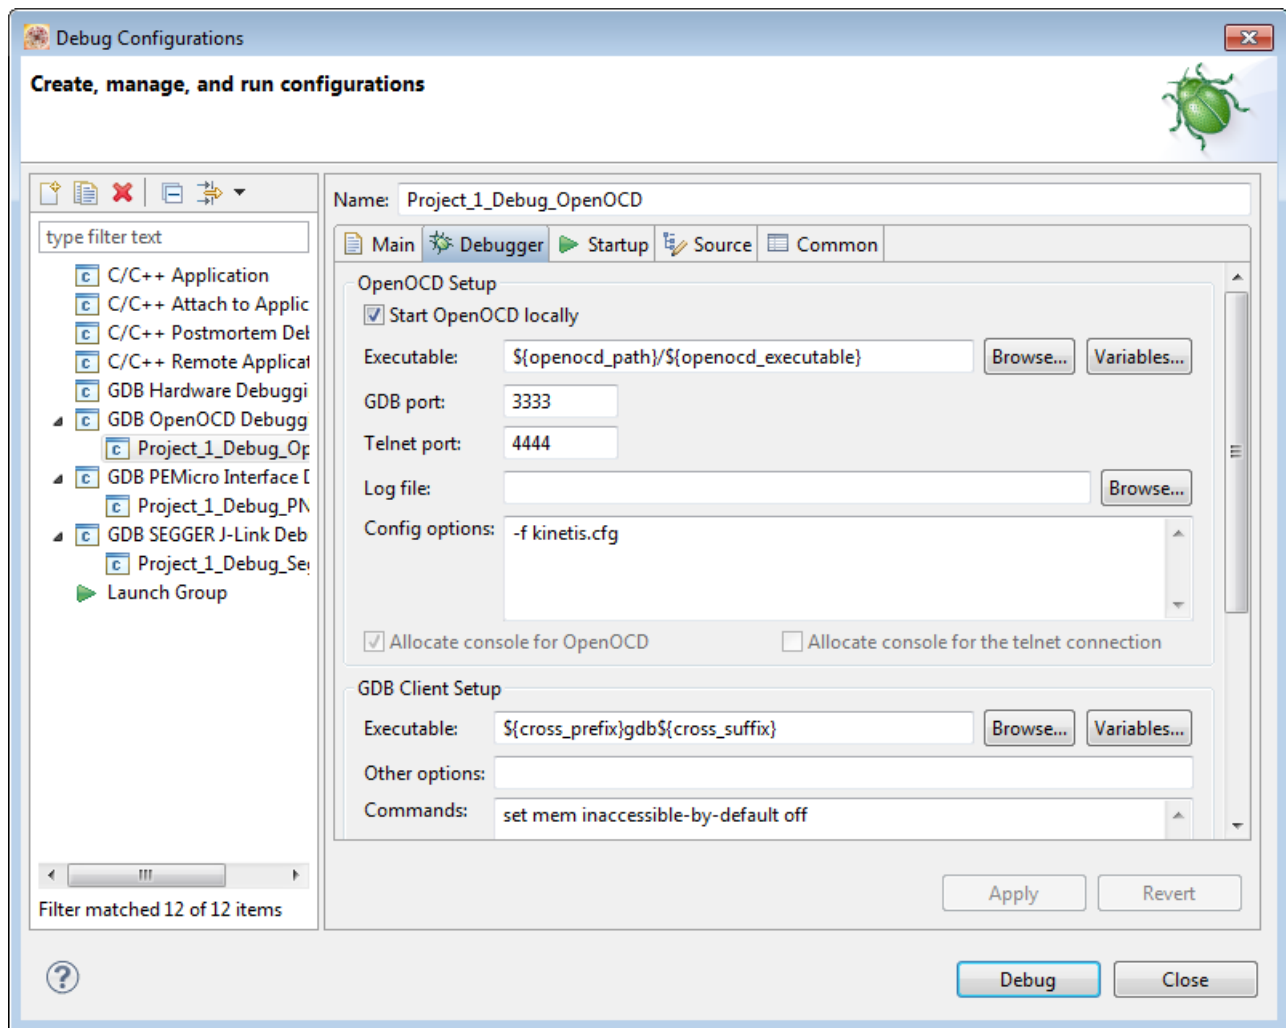 Debug Configurations
Create, manage, and run configurations
type filter text
C/C++ Application
C/C++ Attach to Applic
C/C++ Postmortem Del
C/C++ Remote Applicat
GDB Hardware Debuggi
GDB OpenOCD Debugg
Project_1_Debug_Op
GDB PEMicro Interface D
Project_1_Debug_PN
GDB SEGGER J-Link Deb
Project_1_Debug_Se
Launch Group
Filter matched 12 of 12 items
Name: Project_1_Debug_OpenOCD
Main Debugger Startup Source Common
OpenOCD Setup
Start OpenOCD locally
Executable: ${openocd_path}/${openocd_executable} Browse... Variables...
GDB port: 3333
Telnet port: 4444
Log file: Browse...
Config options: -f kinetis.cfg
Allocate console for OpenOCD Allocate console for the telnet connection
GDB Client Setup
Executable: ${cross_prefix}gdb${cross_suffix} Browse... Variables...
Other options:
Commands: set mem inaccessible-by-default off
Apply Revert
Debug Close